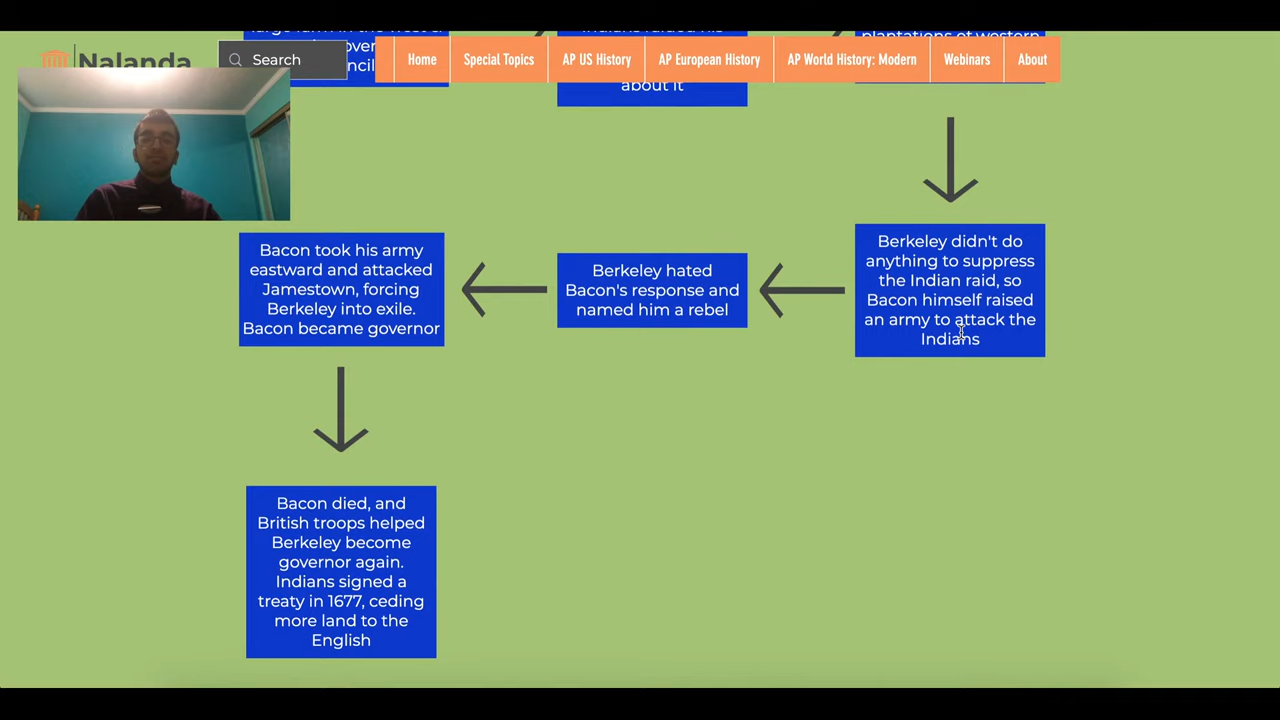 Nalanda
Search
Home
Special Topics
AP US History
AP European History
AP World History: Modern
Webinars
About
about it
Bacon took his army
eastward and attacked
Jamestown, forcing
Berkeley into exile.
Bacon became governor
Berkeley hated
Bacon's response and
named him a rebel
Berkeley didn't do
anything to suppress
the Indian raid, so
Bacon himself raised
an army to attack the
Indians
Bacon died, and
British troops helped
Berkeley become
governor again.
Indians signed a
treaty in 1677, ceding
more land to the
English